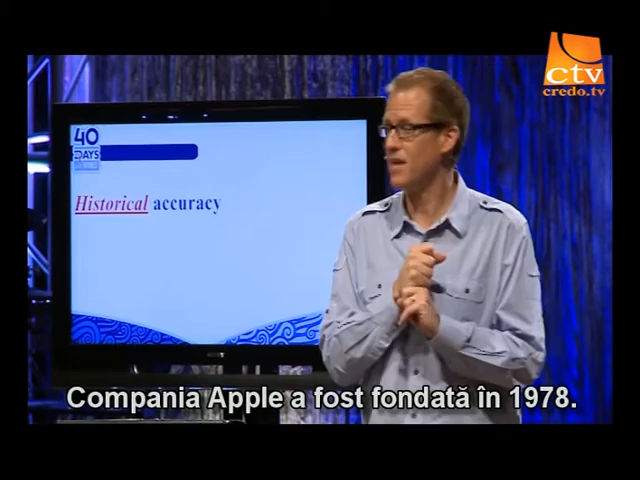 ctv
credo.tv
40
DAYS
Historical accuracy
Compania Apple a fost fondată în 1978.